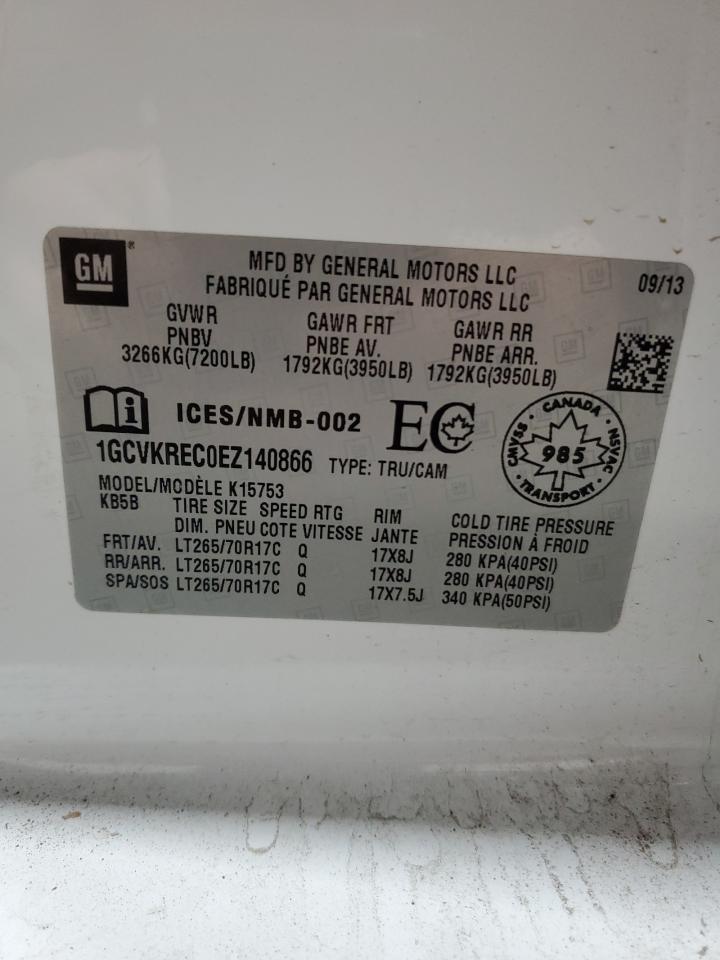 GM
MFD BY GENERAL MOTORS LLC
FABRIQUÉ PAR GENERAL MOTORS LLC
09/13
GVWR GAWR FRT GAWR RR
PNBV PNBE AV. PNBE ARR.
3266KG(7200LB) 1792KG(3950LB) 1792KG(3950LB)
i ICES/NMB-002 EC
CANADA
CMVSS 985 NSVAC
TRANSPORT
1GCVKREC0EZ140866 TYPE: TRU/CAM
MODEL/MODÈLE K15753
KB5B TIRE SIZE SPEED RTG RIM COLD TIRE PRESSURE
DIM. PNEU COTE VITESSE JANTE PRESSION À FROID
FRT/AV. LT265/70R17C Q 17X8J 280 KPA(40PSI)
RR/ARR. LT265/70R17C Q 17X8J 280 KPA(40PSI)
SPA/SOS LT265/70R17C Q 17X7.5J 340 KPA(50PSI)